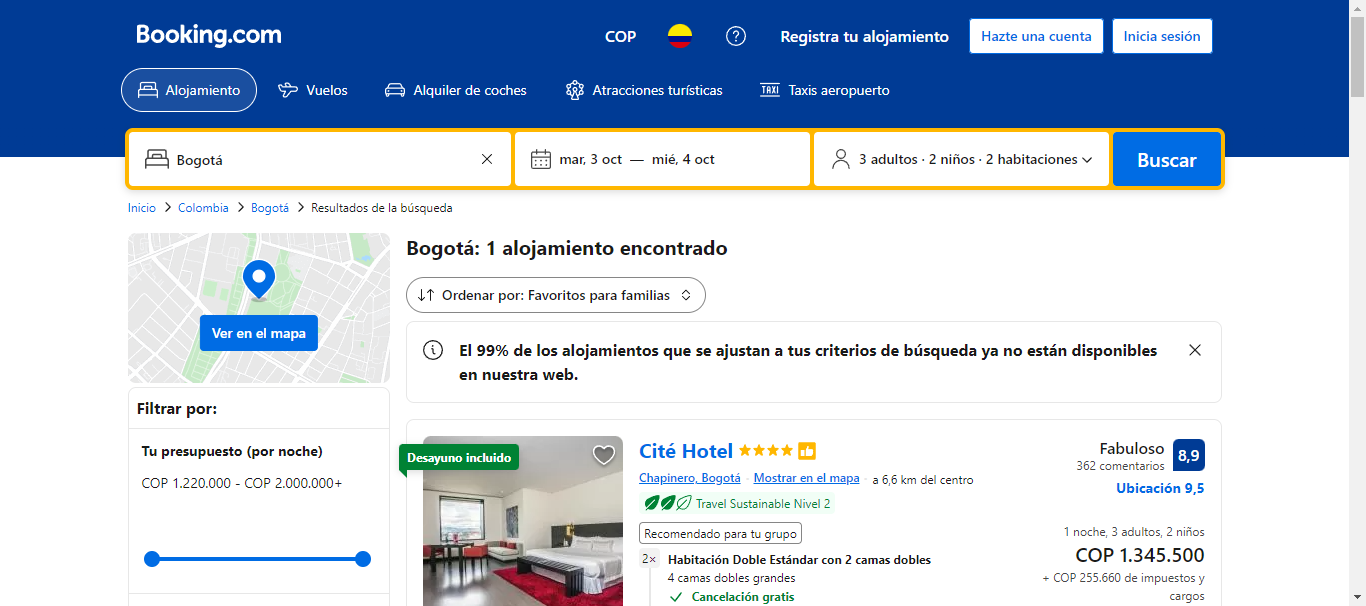 Booking.com
COP
Registra tu alojamiento
Hazte una cuenta
Inicia sesión
Alojamiento
Vuelos
Alquiler de coches
Atracciones turísticas
TAXI
Taxis aeropuerto
Bogotá
mar, 3 oct — mié, 4 oct
3 adultos · 2 niños · 2 habitaciones
Buscar
Inicio
Colombia
Bogotá
Resultados de la búsqueda
Ver en el mapa
Filtrar por:
Tu presupuesto (por noche)
COP 1.220.000 - COP 2.000.000+
Bogotá: 1 alojamiento encontrado
Ordenar por: Favoritos para familias
El 99% de los alojamientos que se ajustan a tus criterios de búsqueda ya no están disponibles
en nuestra web.
Desayuno incluido
Cité Hotel
Chapinero, Bogotá · Mostrar en el mapa · a 6,6 km del centro
Travel Sustainable Nivel 2
Recomendado para tu grupo
2× Habitación Doble Estándar con 2 camas dobles
4 camas dobles grandes
Cancelación gratis
Fabuloso
362 comentarios
8,9
Ubicación 9,5
1 noche, 3 adultos, 2 niños
COP 1.345.500
+ COP 255.660 de impuestos y
cargos